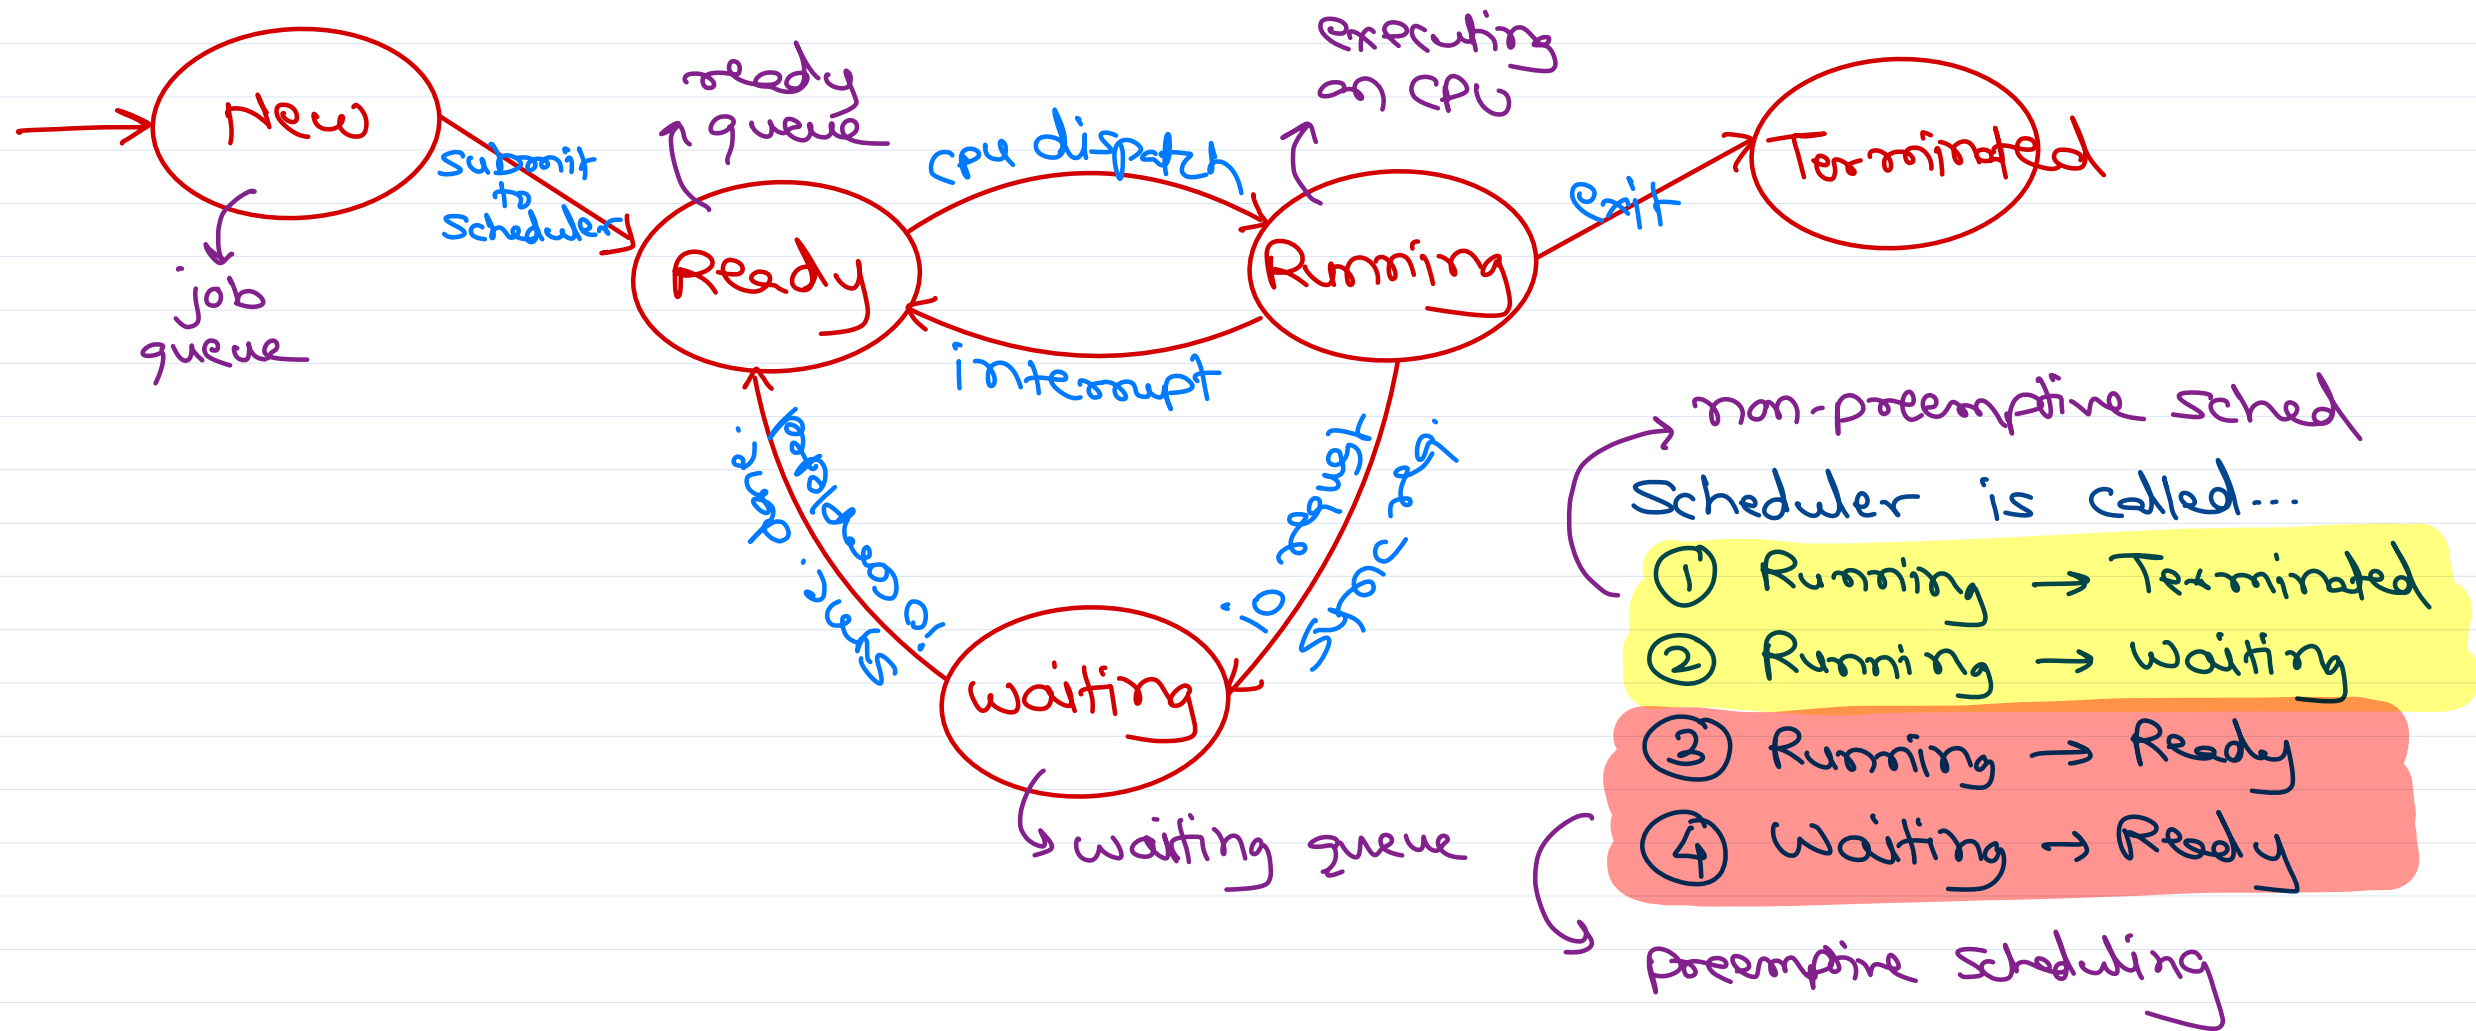 New
submit
to
scheduler
job
queue
ready
queue
Ready
cpu dispatch
interrupt
executing
on CPU
Running
exit
Terminated
io request
sync req.
io completed
sync. done
waiting
waiting queue
non-preemptive sched
Scheduler is called...
① Running → Terminated
② Running → Waiting
③ Running → Ready
④ Waiting → Ready
preemptive scheduling